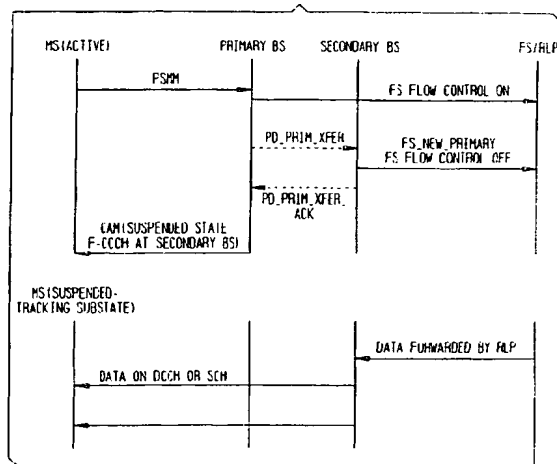 MS(ACTIVE) PRIMARY BS SECONDARY BS FS/RLP
PSMM
FS FLOW CONTROL ON
PD_PRIM_XFER
FS_NEW_PRIMARY
FS FLOW CONTROL OFF
PD_PRIM_XFER_
ACK
CAM(SUSPENDED STATE
F-CCCH AT SECONDARY BS)
MS(SUSPENDED-
TRACKING SUBSTATE)
DATA FORWARDED BY RLP
DATA ON DCCH OR SCH